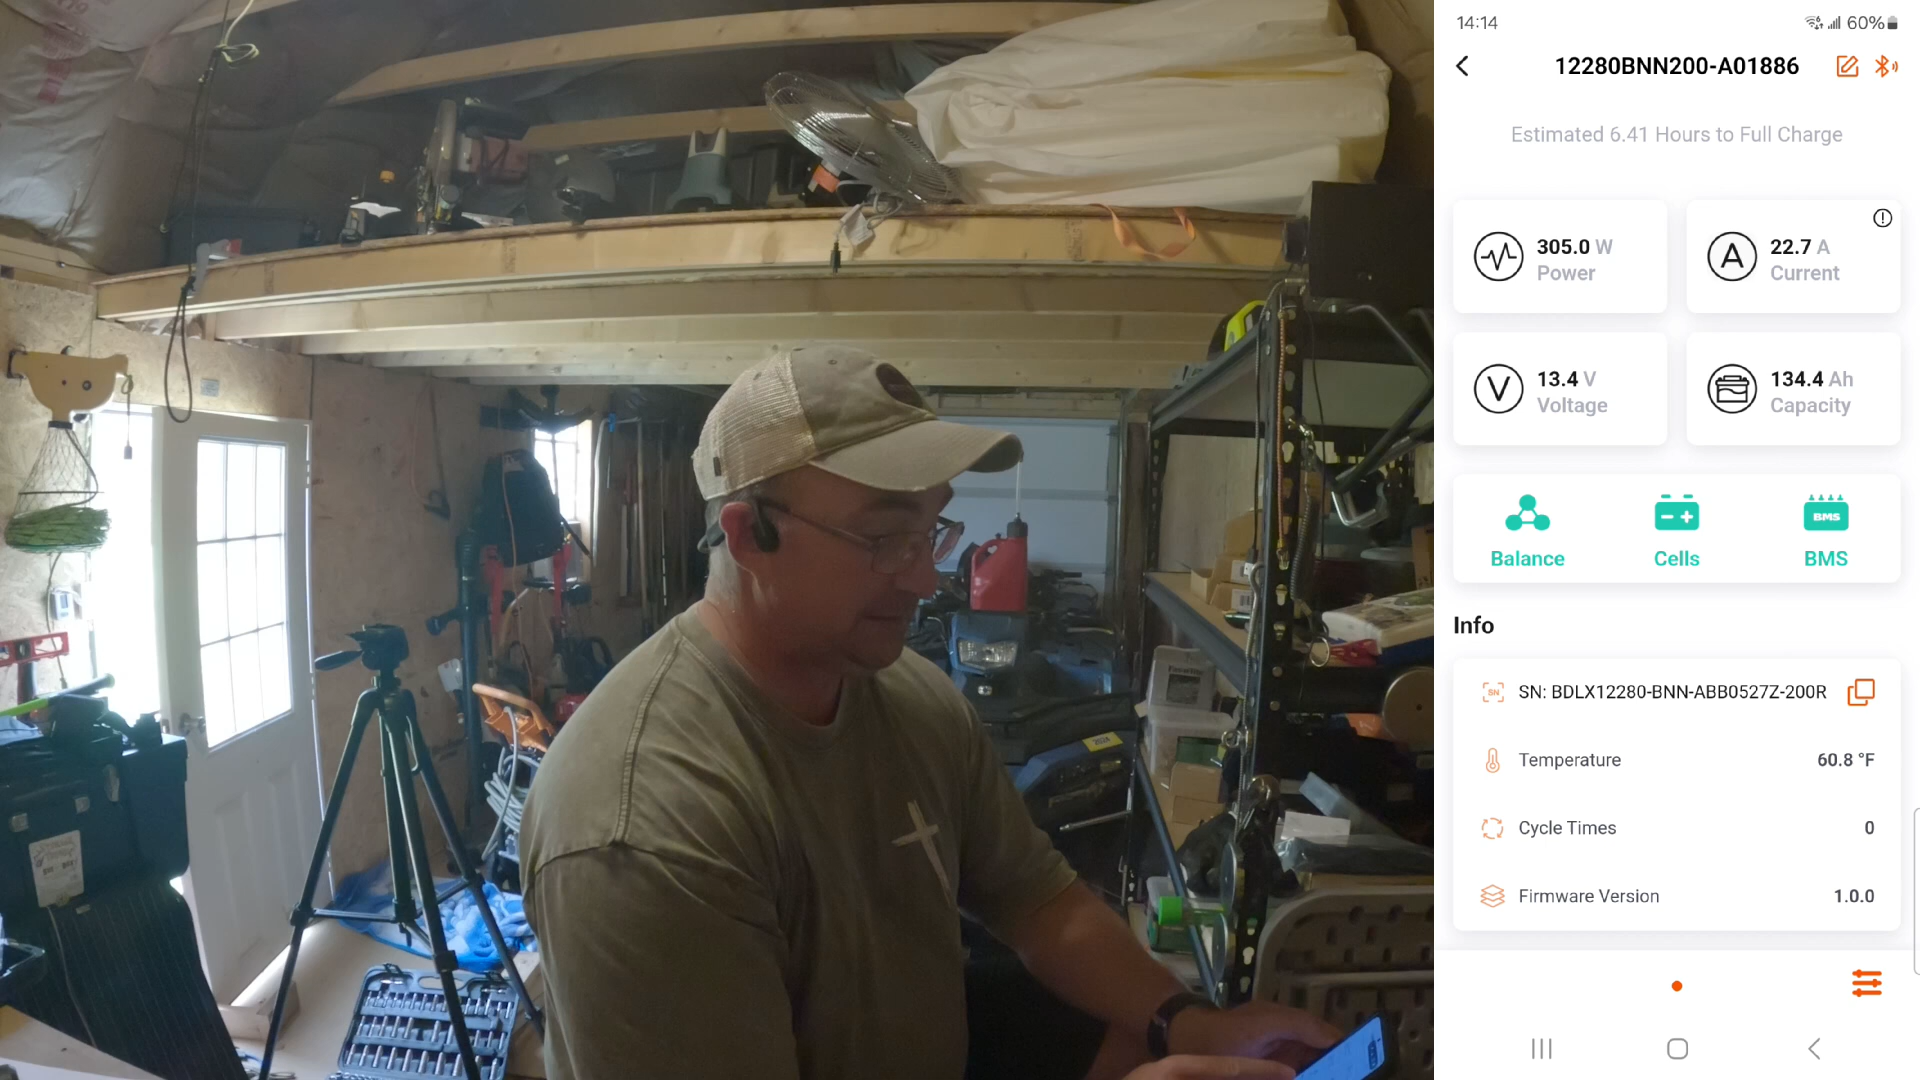 14:14
60%
12280BNN200-A01886
Estimated 6.41 Hours to Full Charge
305.0 W
Power
22.7 A
Current
13.4 V
Voltage
134.4 Ah
Capacity
Balance
Cells
BMS
BMS
Info
SN
SN: BDLX12280-BNN-ABB0527Z-200R
Temperature
60.8 °F
Cycle Times
0
Firmware Version
1.0.0